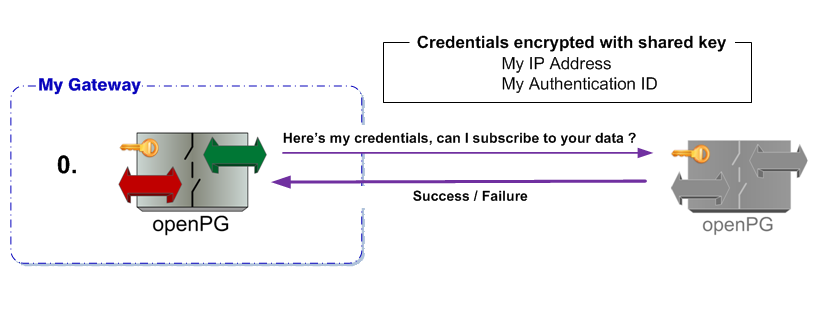 Credentials encrypted with shared key
My IP Address
My Authentication ID
My Gateway
Here's my credentials, can I subscribe to your data ?
0.
Success / Failure
openPG
openPG